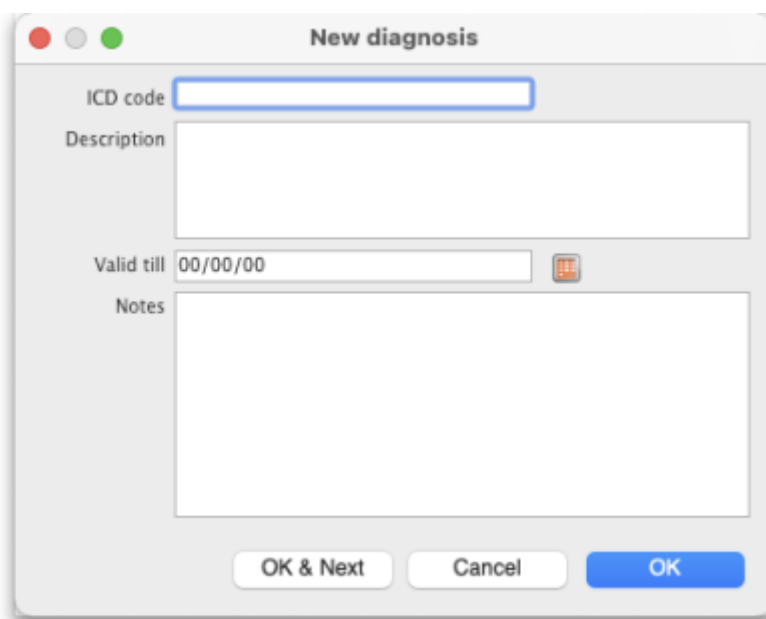 New diagnosis
ICD code
Description
Valid till 00/00/00
Notes
OK & Next Cancel OK